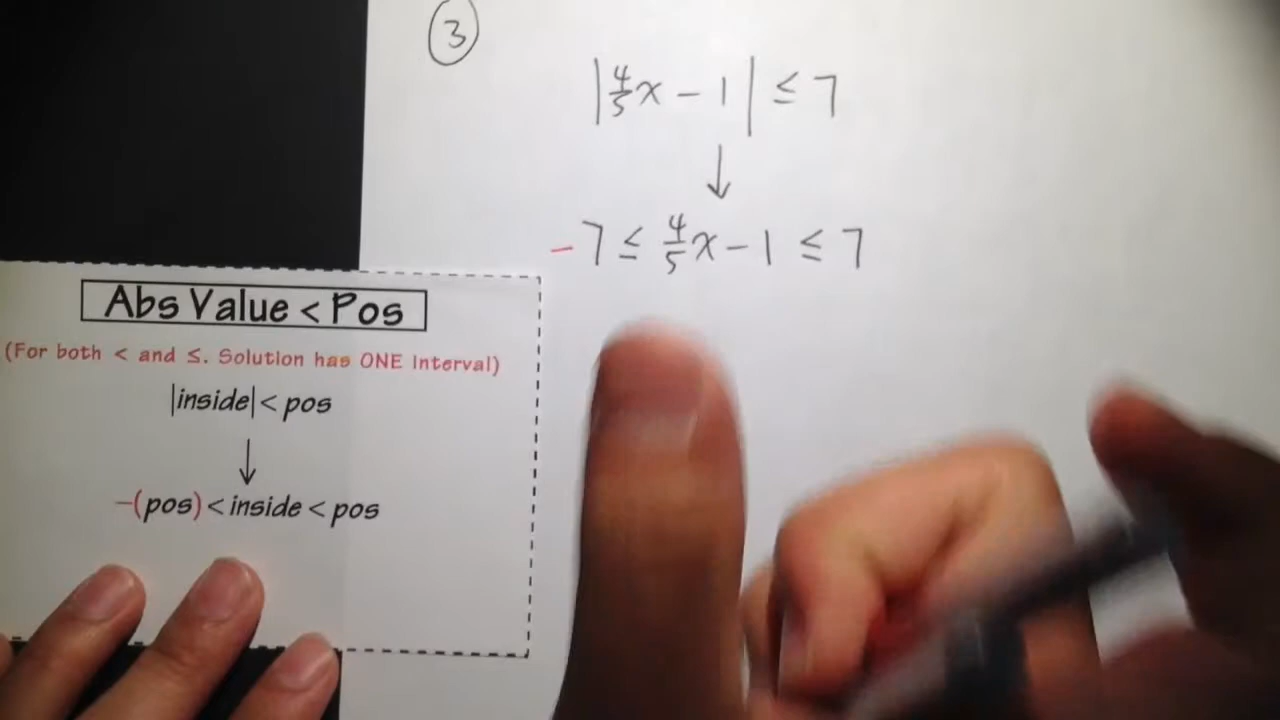 3
|4/5x - 1| ≤ 7
↓
-7 ≤ 4/5x - 1 ≤ 7
Abs Value < Pos
(For both < and ≤. Solution has ONE Interval)
|inside| < pos
↓
-(pos) < inside < pos